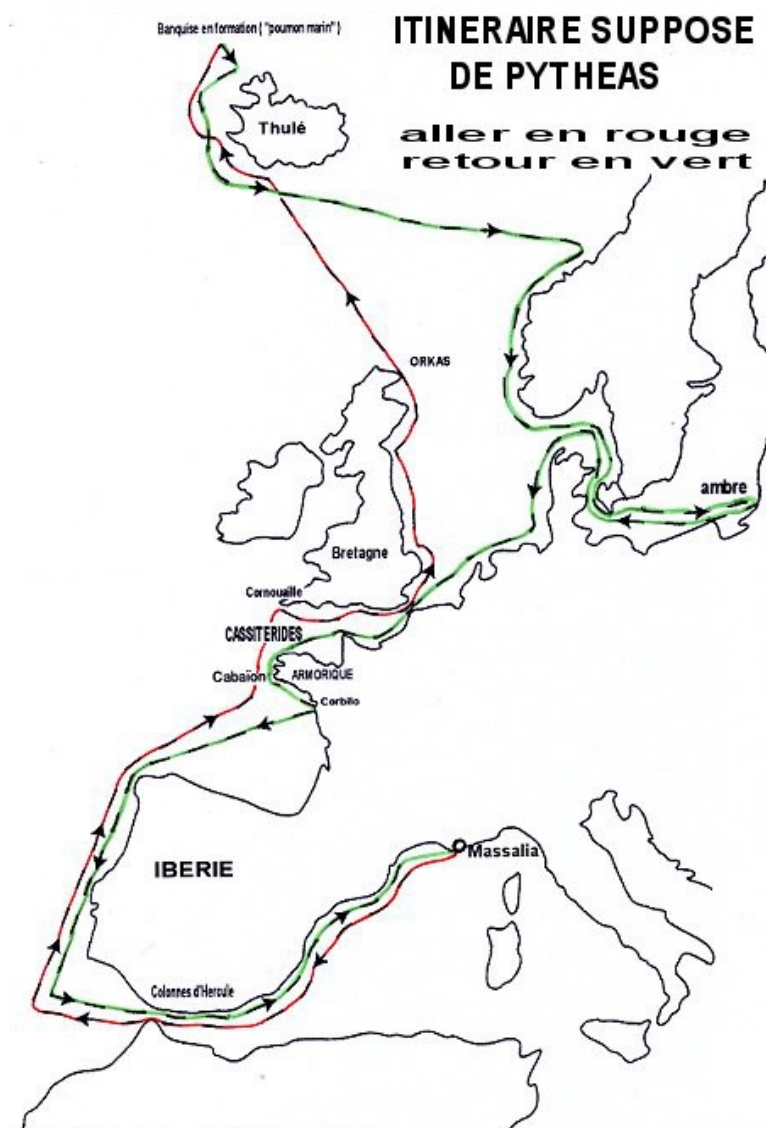 Banquise en formation ( "poumon marin" )
ITINERAIRE SUPPOSE
DE PYTHEAS
aller en rouge
retour en vert
Thulé
ORKAS
ambre
Bretagne
Cornouaille
CASSITERIDES
Cabaïon
ARMORIQUE
Corbilo
Massalia
IBERIE
Colonnes d'Hercule